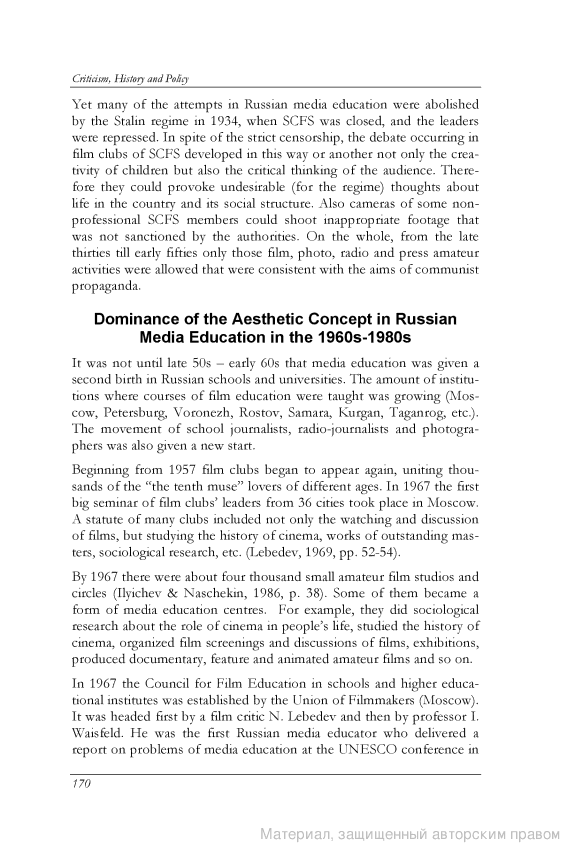 Criticism, History and Policy
Yet many of the attempts in Russian media education were abolished
by the Stalin regime in 1934, when SCFS was closed, and the leaders
were repressed. In spite of the strict censorship, the debate occurring in
film clubs of SCFS developed in this way or another not only the crea-
tivity of children but also the critical thinking of the audience. There-
fore they could provoke undesirable (for the regime) thoughts about
life in the country and its social structure. Also cameras of some non-
professional SCFS members could shoot inappropriate footage that
was not sanctioned by the authorities. On the whole, from the late
thirties till early fifties only those film, photo, radio and press amateur
activities were allowed that were consistent with the aims of communist
propaganda.
Dominance of the Aesthetic Concept in Russian
Media Education in the 1960s-1980s
It was not until late 50s – early 60s that media education was given a
second birth in Russian schools and universities. The amount of institu-
tions where courses of film education were taught was growing (Mos-
cow, Petersburg, Voronezh, Rostov, Samara, Kurgan, Taganrog, etc.).
The movement of school journalists, radio-journalists and photogra-
phers was also given a new start.
Beginning from 1957 film clubs began to appear again, uniting thou-
sands of the “the tenth muse” lovers of different ages. In 1967 the first
big seminar of film clubs’ leaders from 36 cities took place in Moscow.
A statute of many clubs included not only the watching and discussion
of films, but studying the history of cinema, works of outstanding mas-
ters, sociological research, etc. (Lebedev, 1969, pp. 52-54).
By 1967 there were about four thousand small amateur film studios and
circles (Ilyichev & Naschekin, 1986, p. 38). Some of them became a
form of media education centres. For example, they did sociological
research about the role of cinema in people’s life, studied the history of
cinema, organized film screenings and discussions of films, exhibitions,
produced documentary, feature and animated amateur films and so on.
In 1967 the Council for Film Education in schools and higher educa-
tional institutes was established by the Union of Filmmakers (Moscow).
It was headed first by a film critic N. Lebedev and then by professor I.
Waisfeld. He was the first Russian media educator who delivered a
report on problems of media education at the UNESCO conference in
170
Материал, защищенный авторским правом